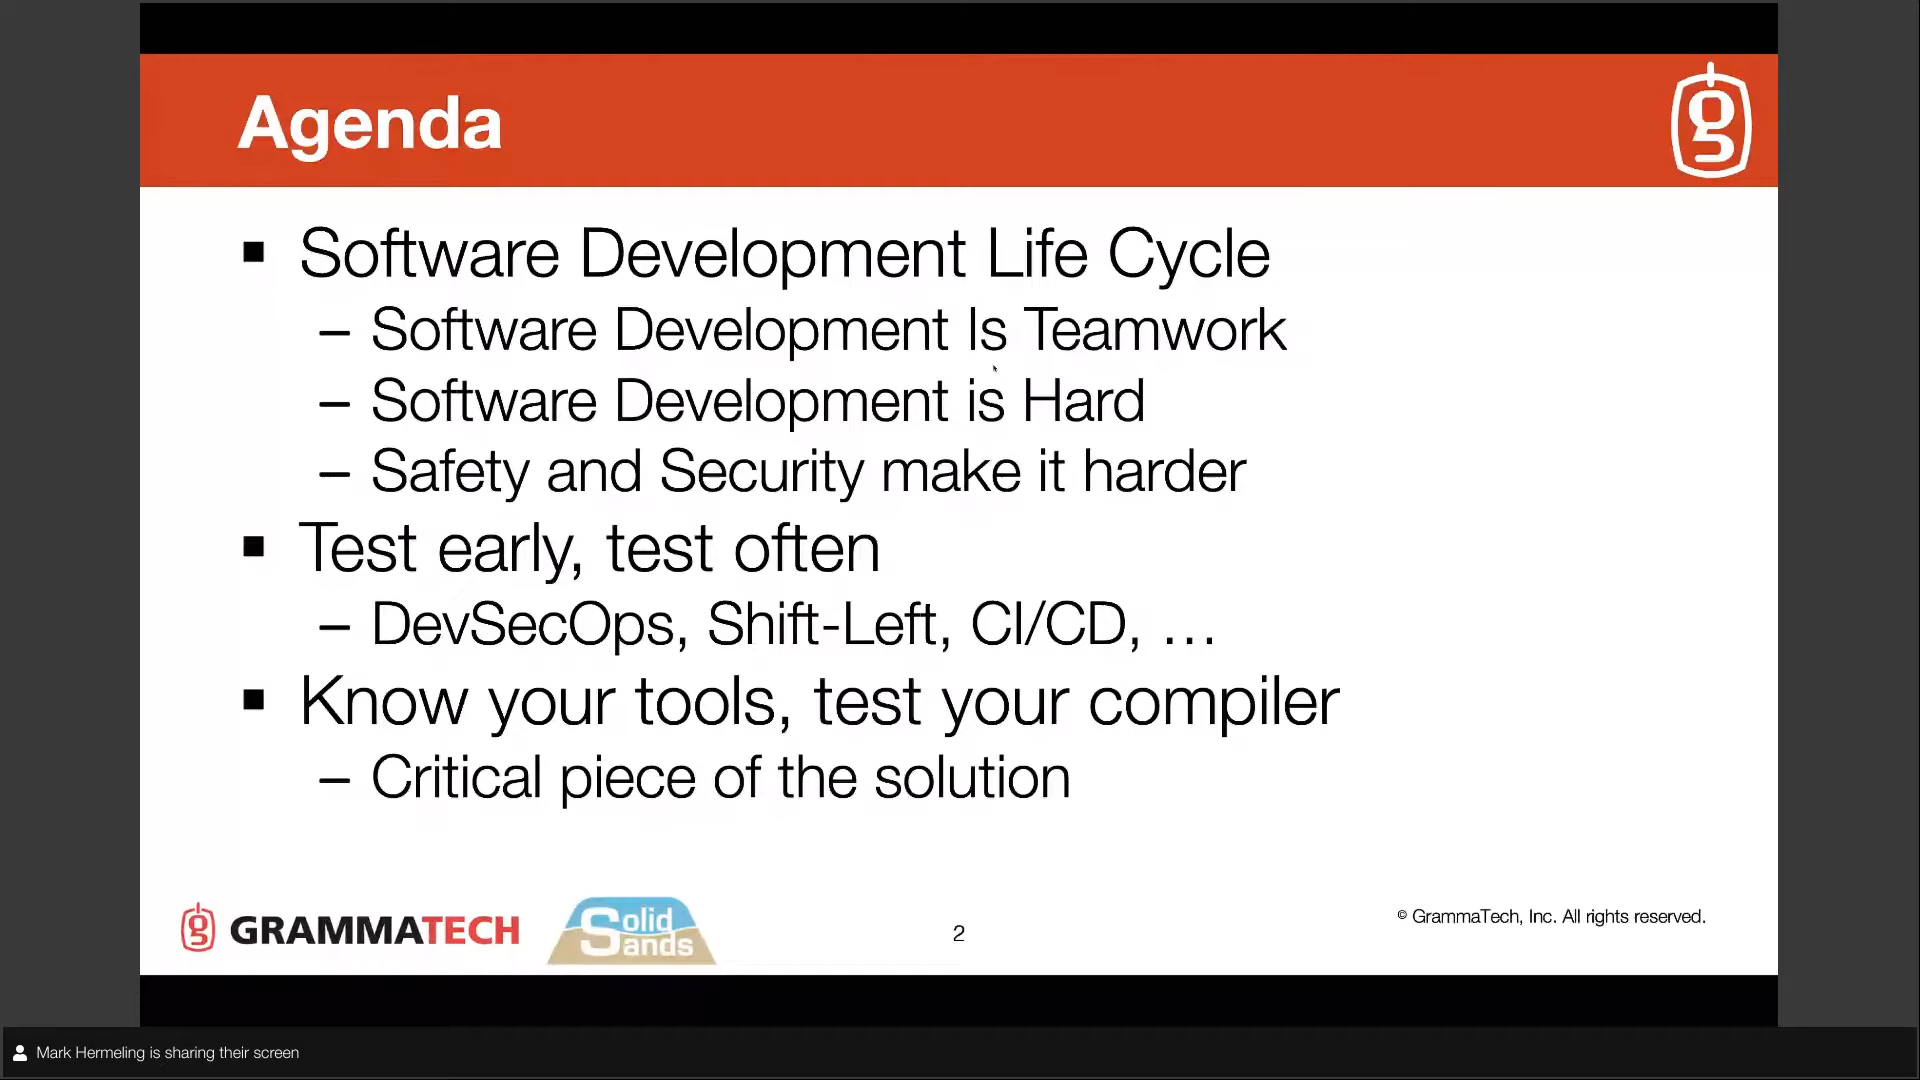 Agenda
▪ Software Development Life Cycle
– Software Development Is Teamwork
– Software Development is Hard
– Safety and Security make it harder
▪ Test early, test often
– DevSecOps, Shift-Left, CI/CD, …
▪ Know your tools, test your compiler
– Critical piece of the solution
GRAMMATECH
Solid
Sands
2
© GrammaTech, Inc. All rights reserved.
Mark Hermeling is sharing their screen